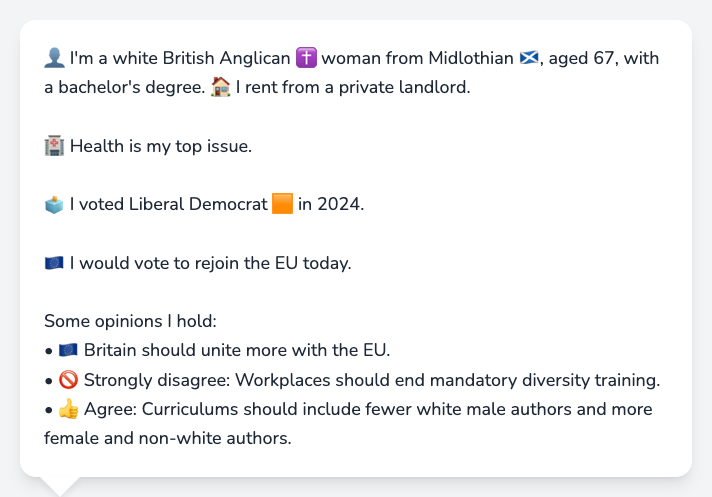 👤 I'm a white British Anglican ✝️ woman from Midlothian 🏴󠁧󠁢󠁳󠁣󠁴󠁿, aged 67, with
a bachelor's degree. 🏠 I rent from a private landlord.
🏥 Health is my top issue.
🗳️ I voted Liberal Democrat 🟧 in 2024.
🇪🇺 I would vote to rejoin the EU today.
Some opinions I hold:
• 🇪🇺 Britain should unite more with the EU.
• 🚫 Strongly disagree: Workplaces should end mandatory diversity training.
• 👍 Agree: Curriculums should include fewer white male authors and more
female and non-white authors.